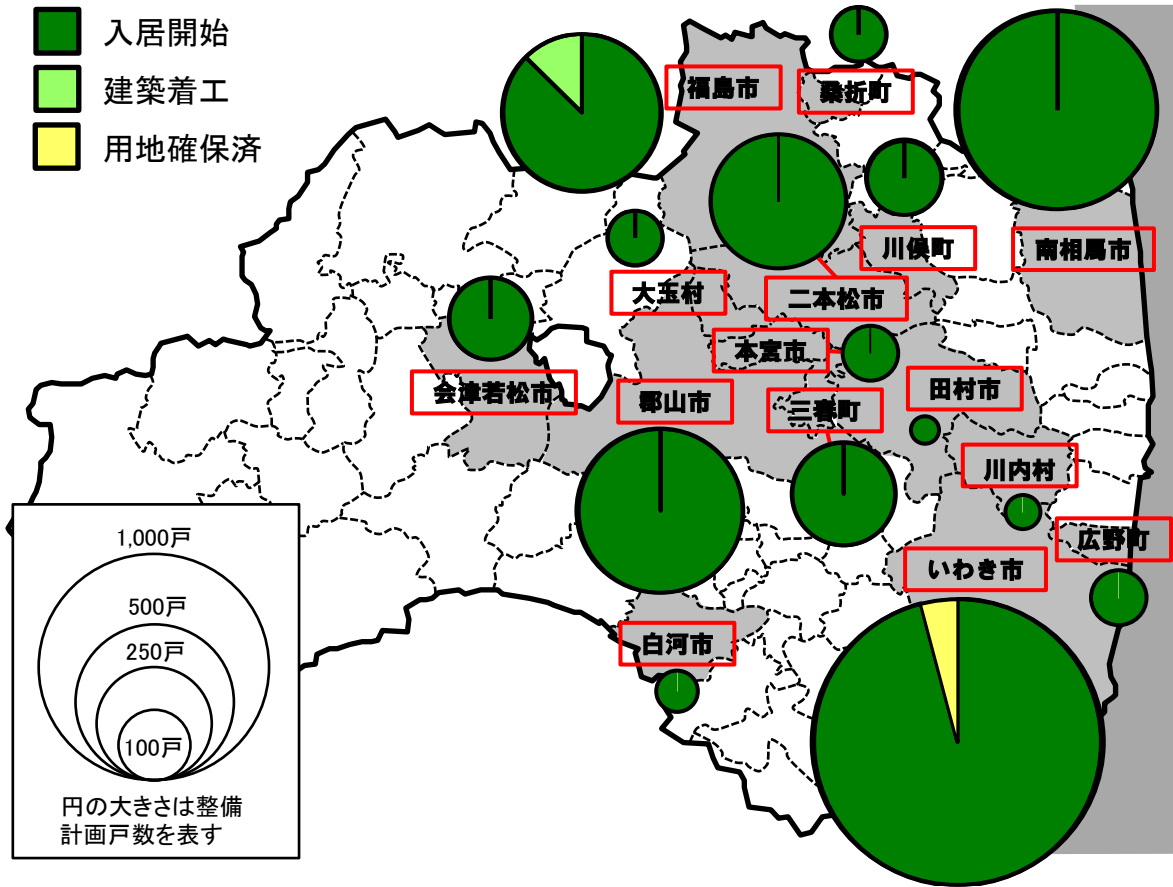 入居開始
建築着工
用地確保済
福島市
桑折町
川俣町
南相馬市
大玉村
二本松市
本宮市
会津若松市
郡山市
三春町
田村市
川内村
広野町
いわき市
白河市
1,000戸
500戸
250戸
100戸
円の大きさは整備
計画戸数を表す